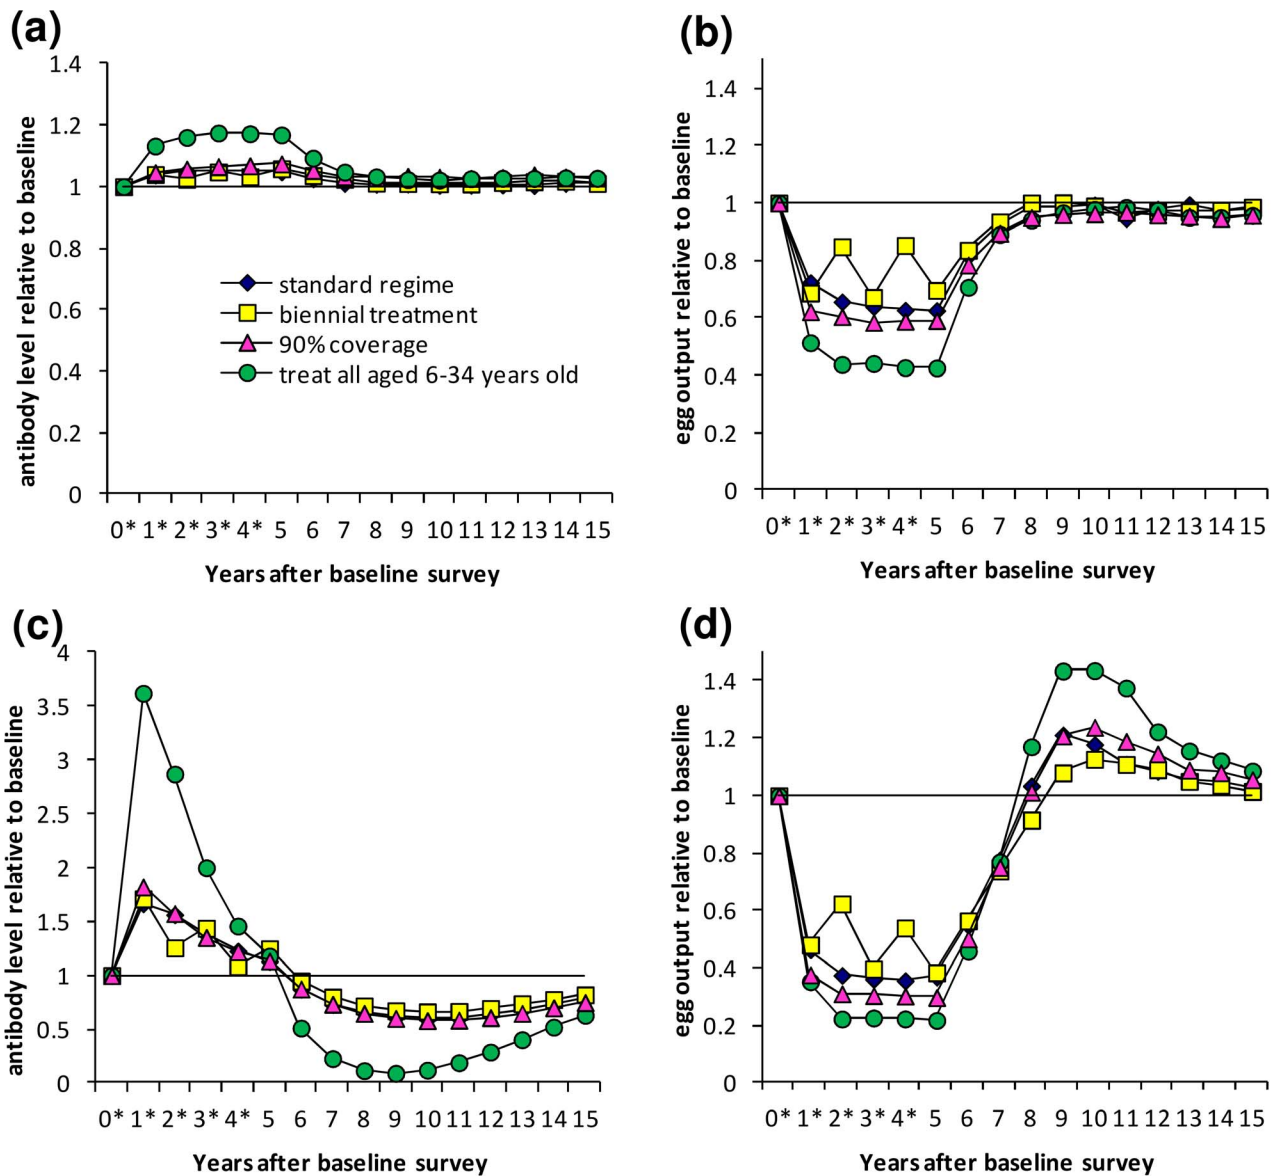 (a)
antibody level relative to baseline
1.4
1.2
1
0.8
0.6
0.4
0.2
0
standard regime
biennial treatment
90% coverage
treat all aged 6-34 years old
0* 1* 2* 3* 4* 5 6 7 8 9 10 11 12 13 14 15
Years after baseline survey
(b)
egg output relative to baseline
1.4
1.2
1
0.8
0.6
0.4
0.2
0
0* 1* 2* 3* 4* 5 6 7 8 9 10 11 12 13 14 15
Years after baseline survey
(c)
antibody level relative to baseline
4
3.5
3
2.5
2
1.5
1
0.5
0
0* 1* 2* 3* 4* 5 6 7 8 9 10 11 12 13 14 15
Years after baseline survey
(d)
egg output relative to baseline
1.4
1.2
1
0.8
0.6
0.4
0.2
0
0* 1* 2* 3* 4* 5 6 7 8 9 10 11 12 13 14 15
Years after baseline survey